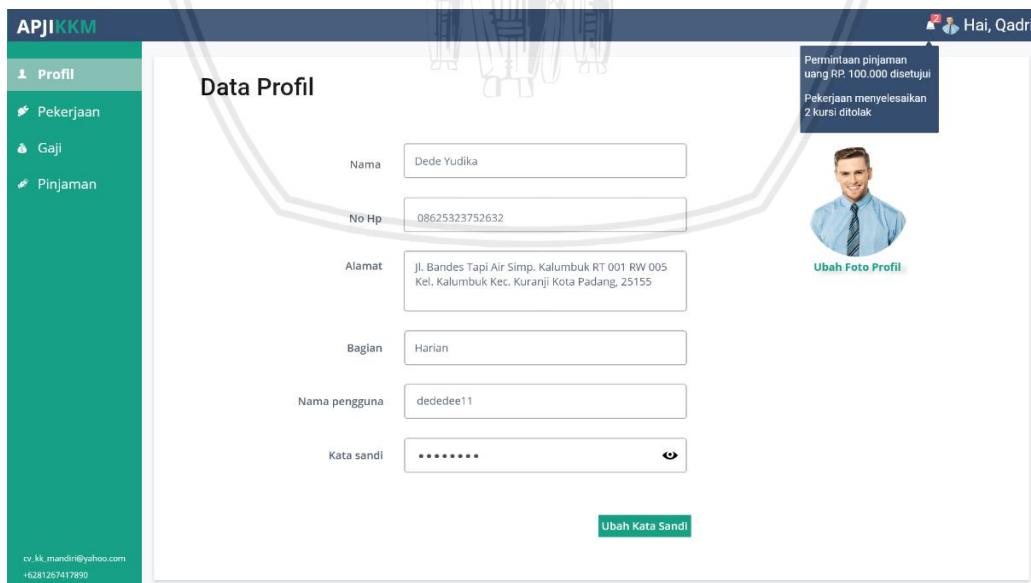 APJIKKM
2
Hai, Qadri
Profil
Pekerjaan
Gaji
Pinjaman
cv_kk_mandiri@yahoo.com
+6281267417890
Permintaan pinjaman
uang RP. 100.000 disetujui
Pekerjaan menyelesaikan
2 kursi ditolak
Data Profil
Nama
Dede Yudika
No Hp
08625323752632
Alamat
Jl. Bandes Tapi Air Simp. Kalumbuk RT 001 RW 005
Kel. Kalumbuk Kec. Kuranji Kota Padang, 25155
Bagian
Harian
Nama pengguna
dededee11
Kata sandi
Ubah Kata Sandi
Ubah Foto Profil